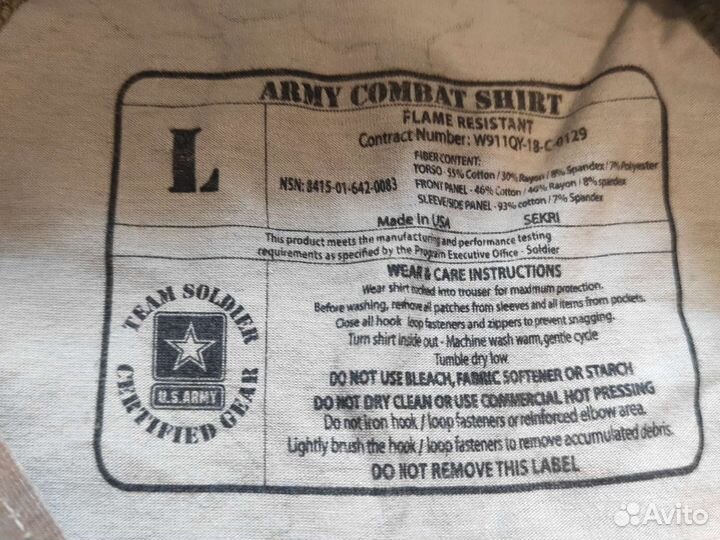 ARMY COMBAT SHIRT
FLAME RESISTANT
Contract Number: W911QY-18-C-0129
L
NSN: 8415-01-642-0083
FIBER CONTENT:
TORSO - 55% Cotton / 30% Rayon / 8% Spandex / 7% Polyester
FRONT PANEL - 46% Cotton / 46% Rayon / 8% spandex
SLEEVE/SIDE PANEL - 93% cotton / 7% Spandex
Made in USA SEKRI
This product meets the manufacturing and performance testing
requirements as specified by the Program Executive Office - Soldier
TEAM SOLDIER
U.S. ARMY
CERTIFIED GEAR
WEAR & CARE INSTRUCTIONS
Wear shirt tucked into trouser for maximum protection.
Before washing, remove all patches from sleeves and all items from pockets.
Close all hook loop fasteners and zippers to prevent snagging.
Turn shirt inside out - Machine wash warm, gentle cycle
Tumble dry low
DO NOT USE BLEACH, FABRIC SOFTENER OR STARCH
DO NOT DRY CLEAN OR USE COMMERCIAL HOT PRESSING
Do not iron hook / loop fasteners or reinforced elbow area.
Lightly brush the hook / loop fasteners to remove accumulated debris.
DO NOT REMOVE THIS LABEL
Avito